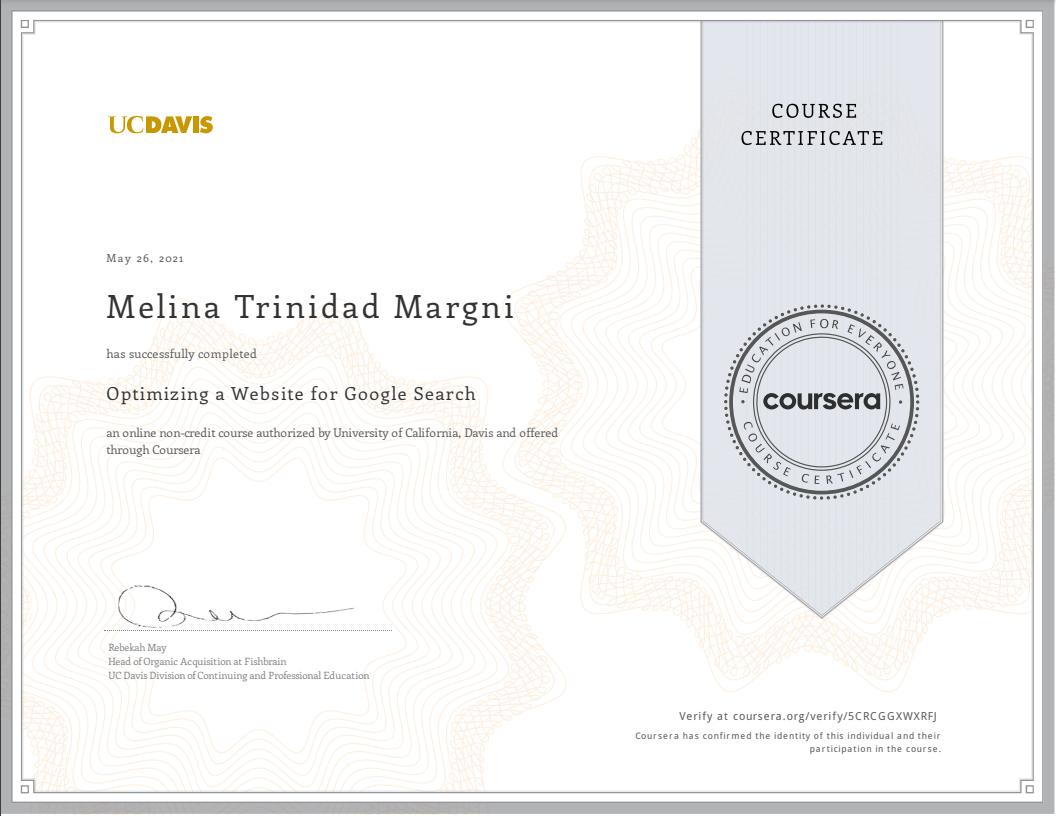 UCDAVIS
COURSE
CERTIFICATE
May 26, 2021
Melina Trinidad Margni
has successfully completed
Optimizing a Website for Google Search
an online non-credit course authorized by University of California, Davis and offered
through Coursera
EDUCATION FOR EVERYONE
coursera
COURSE CERTIFICATE
Rebekah May
Head of Organic Acquisition at Fishbrain
UC Davis Division of Continuing and Professional Education
Verify at coursera.org/verify/5CRCGGXWXRFJ
Coursera has confirmed the identity of this individual and their
participation in the course.